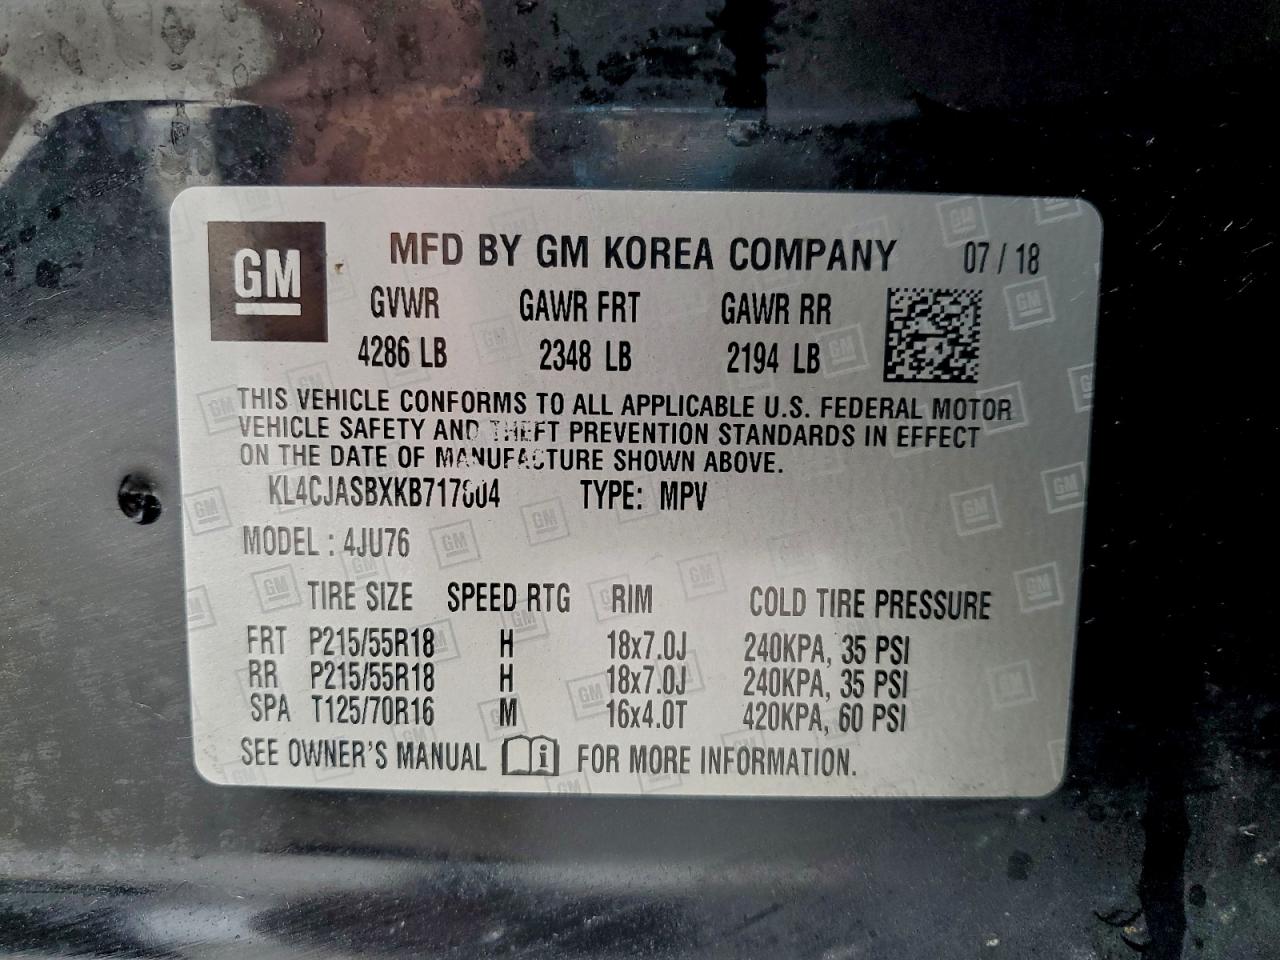 GM
MFD BY GM KOREA COMPANY 07 / 18
GVWR GAWR FRT GAWR RR
4286 LB 2348 LB 2194 LB
THIS VEHICLE CONFORMS TO ALL APPLICABLE U.S. FEDERAL MOTOR
VEHICLE SAFETY AND THEFT PREVENTION STANDARDS IN EFFECT
ON THE DATE OF MANUFACTURE SHOWN ABOVE.
KL4CJASBXKB717604 TYPE: MPV
MODEL : 4JU76
TIRE SIZE SPEED RTG RIM COLD TIRE PRESSURE
FRT P215/55R18 H 18x7.0J 240KPA, 35 PSI
RR P215/55R18 H 18x7.0J 240KPA, 35 PSI
SPA T125/70R16 M 16x4.0T 420KPA, 60 PSI
SEE OWNER'S MANUAL i FOR MORE INFORMATION.